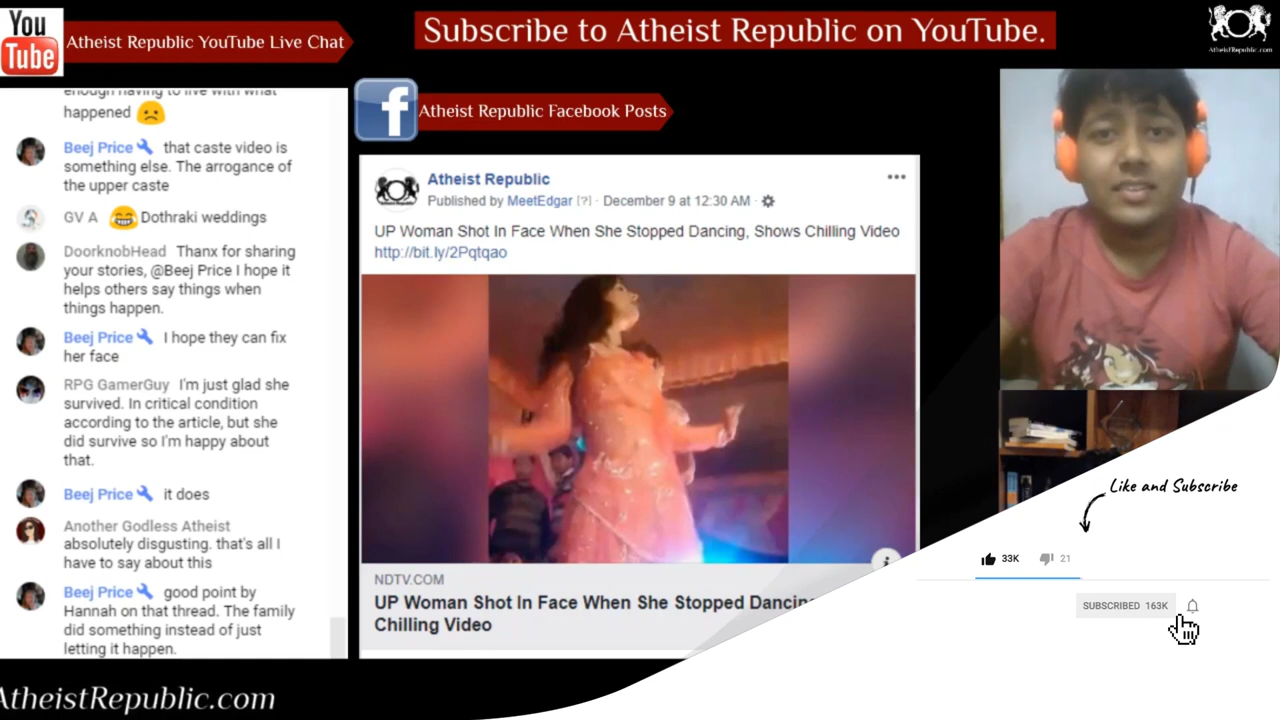 You
Tube
Atheist Republic YouTube Live Chat
Subscribe to Atheist Republic on YouTube.
AtheistRepublic.com
enough having to live with what
happened
Beej Price that caste video is
something else. The arrogance of
the upper caste
GV A Dothraki weddings
DoorknobHead Thanx for sharing
your stories, @Beej Price I hope it
helps others say things when
things happen.
Beej Price I hope they can fix
her face
RPG GamerGuy I'm just glad she
survived. In critical condition
according to the article, but she
did survive so I'm happy about
that.
Beej Price it does
Another Godless Atheist
absolutely disgusting. that's all I
have to say about this
Beej Price good point by
Hannah on that thread. The family
did something instead of just
letting it happen.
f
Atheist Republic Facebook Posts
Atheist Republic
Published by MeetEdgar [?] · December 9 at 12:30 AM ·
UP Woman Shot In Face When She Stopped Dancing, Shows Chilling Video
http://bit.ly/2Pqtqao
i
NDTV.COM
UP Woman Shot In Face When She Stopped Dancing
Chilling Video
Like and Subscribe
33K 21
SUBSCRIBED 163K
AtheistRepublic.com